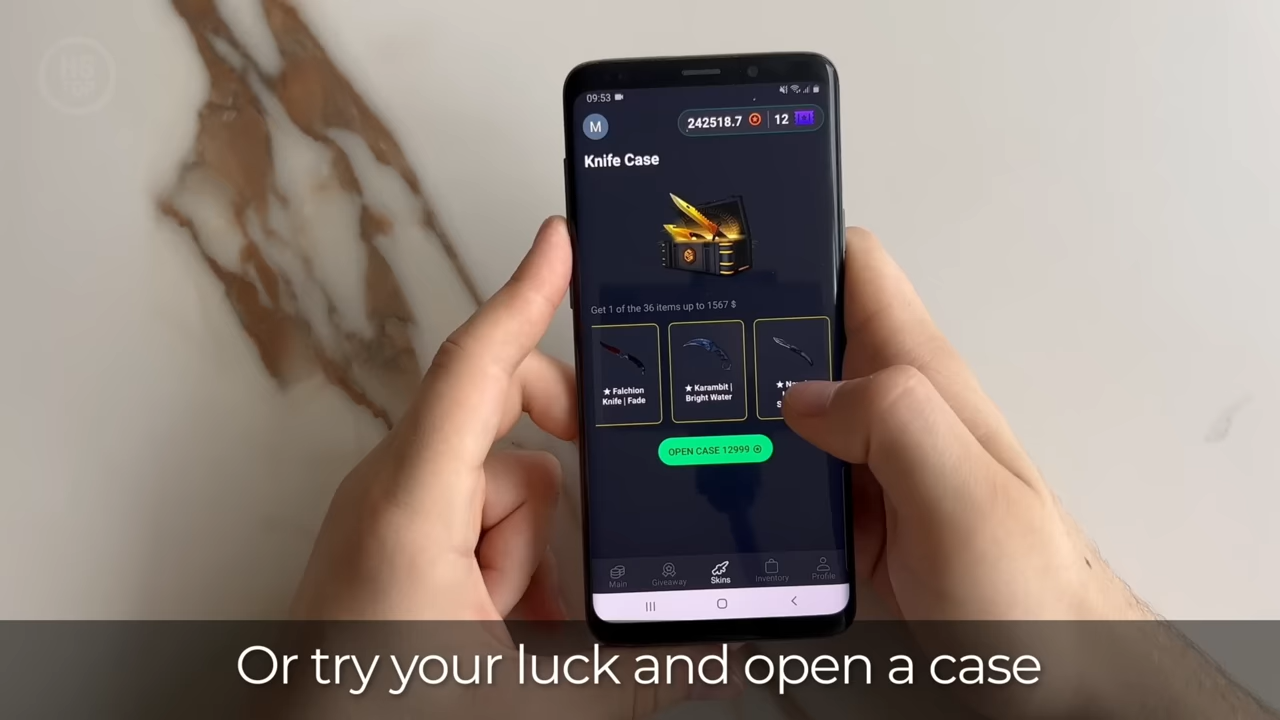 09:53
M
242518.7
12
Knife Case
Get 1 of the 36 items up to 1567 $
★ Falchion
Knife | Fade
★ Karambit |
Bright Water
★
OPEN CASE 12999
Main
Giveaway
Skins
Inventory
Profile
Or try your luck and open a case